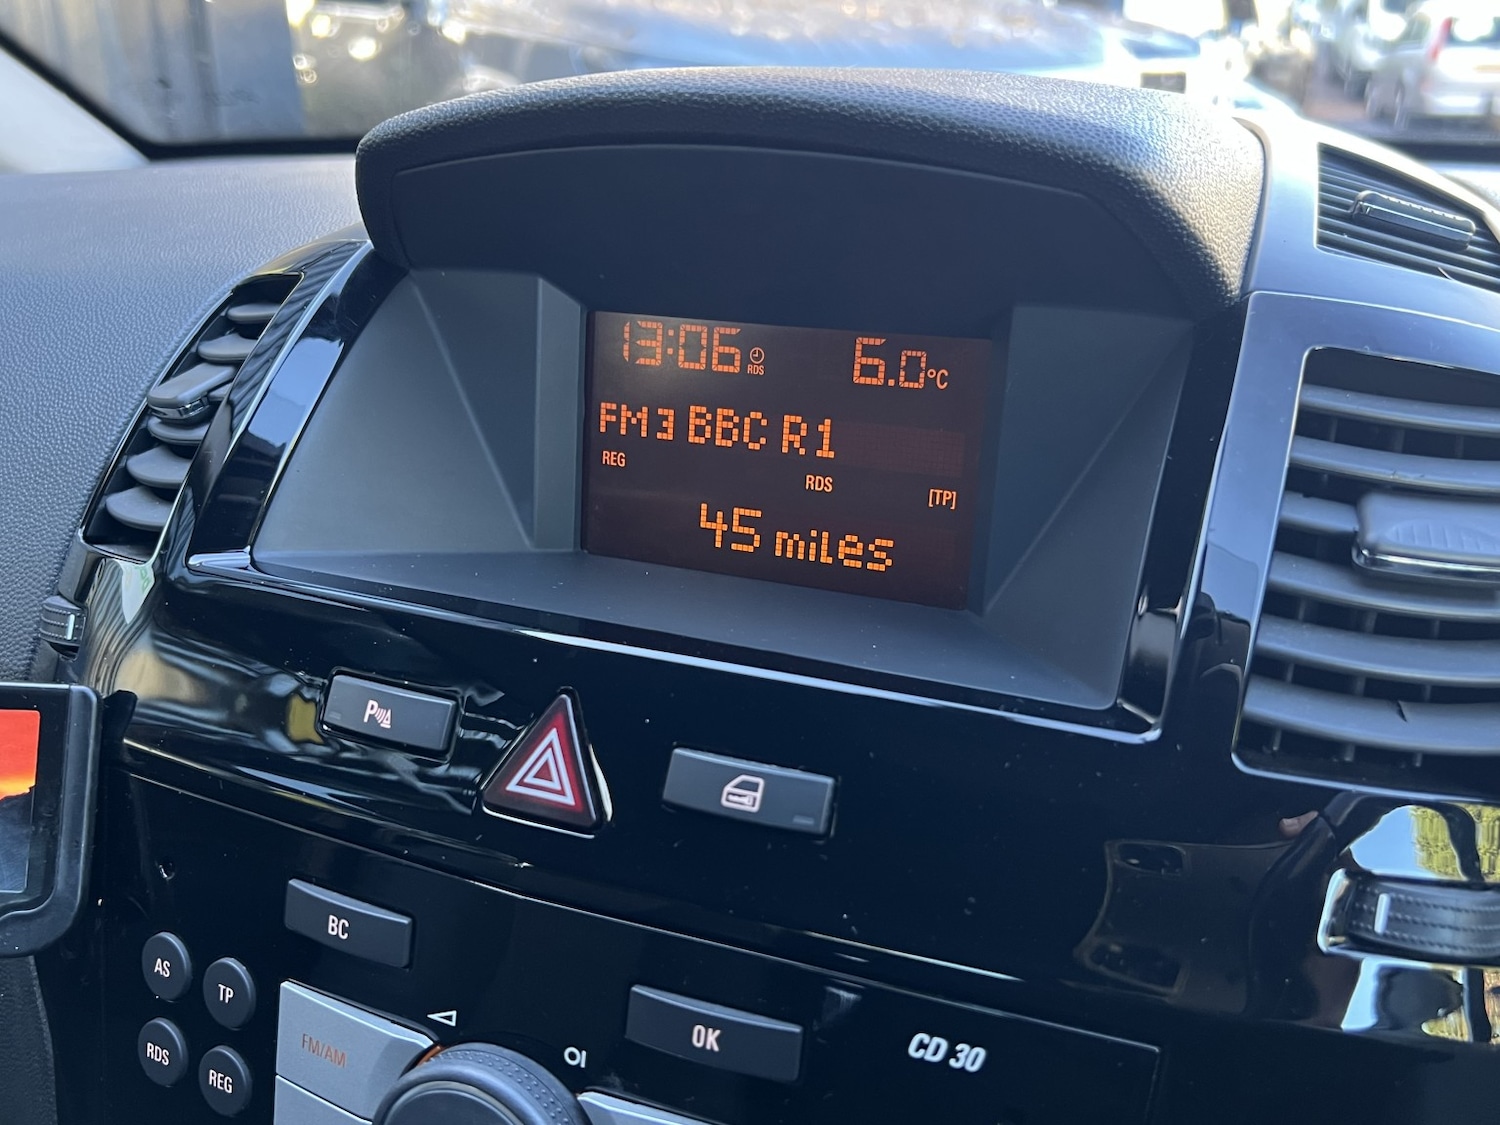 13:06 RDS 6.0°C
FM3 BBC R1
REG
RDS [TP]
45 miles
P
BC
AS
TP
RDS
REG
FM/AM
OK
CD 30